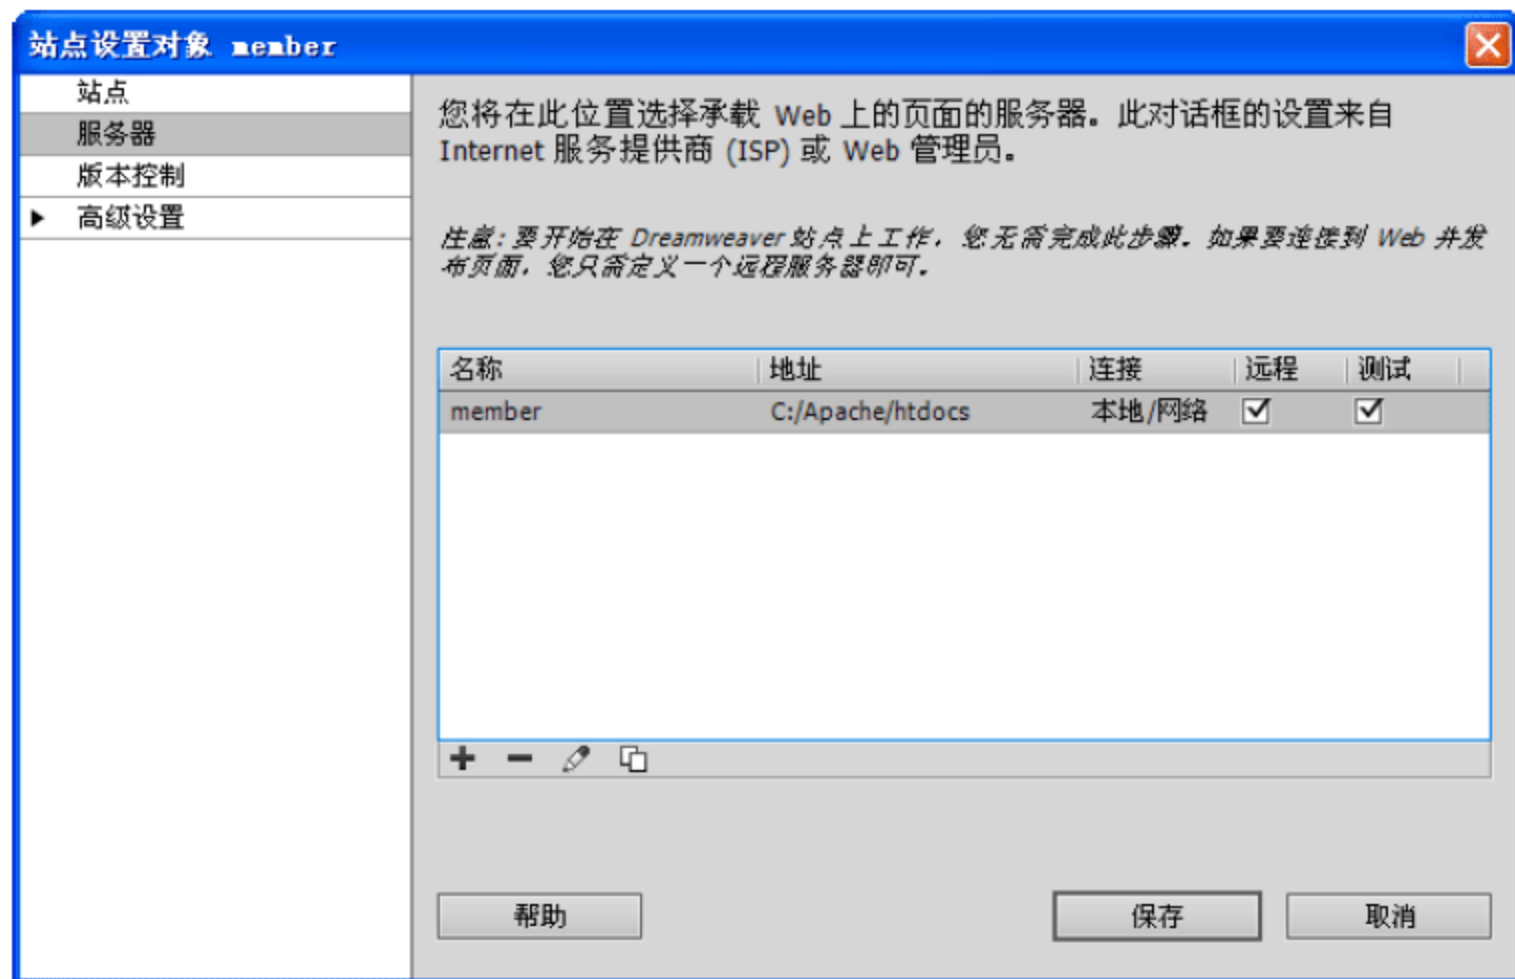 站点设置对象 member
站点
服务器
版本控制
高级设置
您将在此位置选择承载 Web 上的页面的服务器。此对话框的设置来自
Internet 服务提供商 (ISP) 或 Web 管理员。
注意:要开始在 Dreamweaver 站点上工作，您无需完成此步骤。如果要连接到 Web 并发
布页面，您只需定义一个远程服务器即可。
名称 地址 连接 远程 测试
member C:/Apache/htdocs 本地/网络
帮助 保存 取消